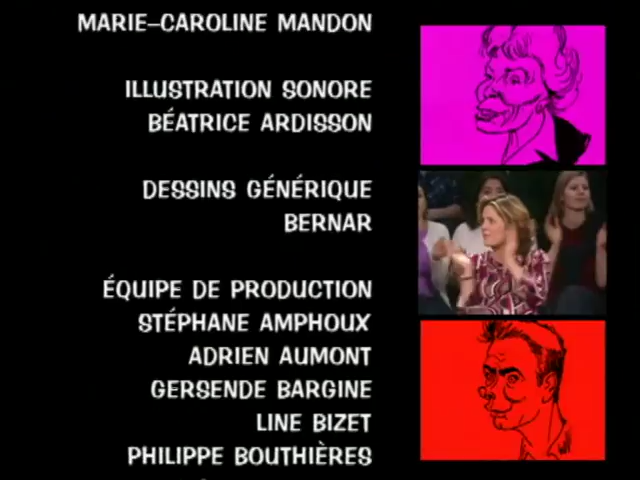 MARIE–CAROLINE MANDON
ILLUSTRATION SONORE
BÉATRICE ARDISSON
DESSINS GÉNÉRIQUE
BERNAR
ÉQUIPE DE PRODUCTION
STÉPHANE AMPHOUX
ADRIEN AUMONT
GERSENDE BARGINE
LINE BIZET
PHILIPPE BOUTHIÈRES